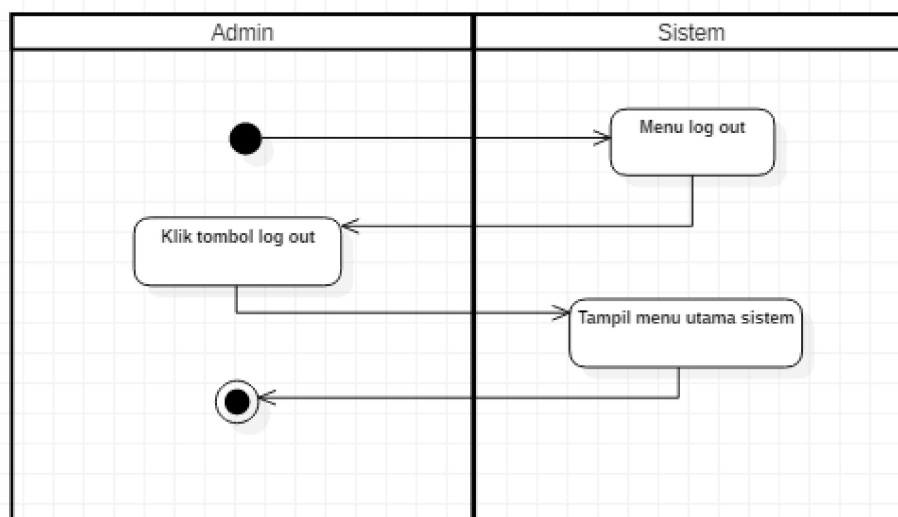 Admin
Sistem
Menu log out
Klik tombol log out
Tampil menu utama sistem